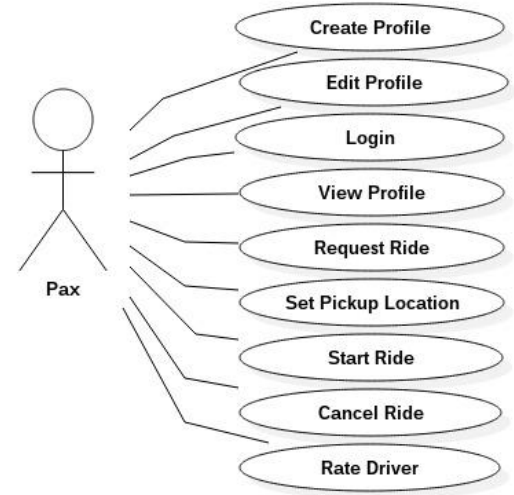 Create Profile
Edit Profile
Login
View Profile
Request Ride
Set Pickup Location
Pax
Start Ride
Cancel Ride
Rate Driver